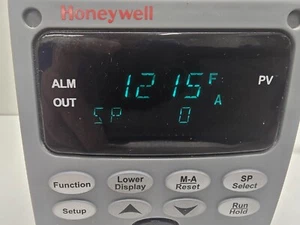 Honeywell
ALM 1215 F PV
OUT A
SP 0
Function Lower Display M-A Reset SP Select
Setup Run Hold